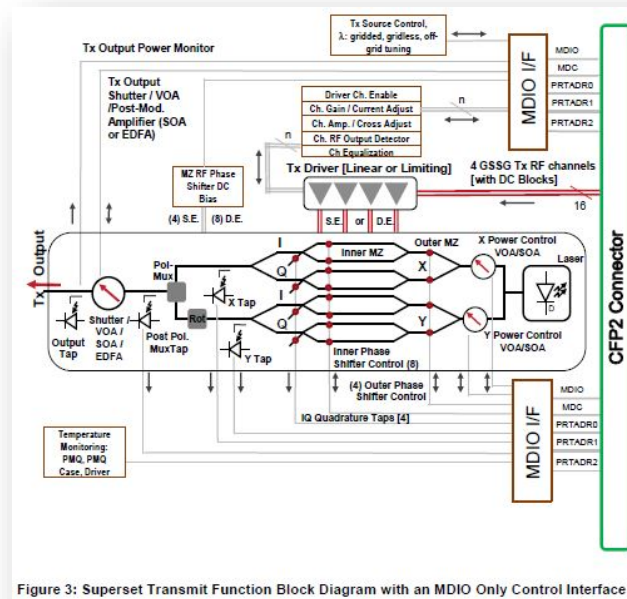 Tx Source Control,
λ: gridded, gridless, off-
grid tuning
Tx Output Power Monitor
Tx Output
Shutter / VOA
/Post-Mod.
Amplifier (SOA
or EDFA)
MDIO I/F
MDIO
MDC
PRTADR0
PRTADR1
PRTADR2
Driver Ch. Enable
Ch. Gain / Current Adjust
Ch. Amp. / Cross Adjust
Ch. RF Output Detector
Ch Equalization
n
n
MZ RF Phase
Shifter DC
Bias
Tx Driver [Linear or Limiting]
4 GSSG Tx RF channels
[with DC Blocks]
16
(4) S.E. (8) D.E.
S.E. or D.E.
Tx Output
Pol-
Mux
Rot
I
Q
I
Q
Inner MZ
Outer MZ
X
Y
X Power Control
VOA/SOA
Laser
D
Y Power Control
VOA/SOA
X Tap
Y Tap
Output
Tap
Shutter /
VOA /
SOA /
EDFA
Post Pol.
MuxTap
Inner Phase
Shifter Control (8)
(4) Outer Phase
Shifter Control
IQ Quadrature Taps [4]
Temperature
Monitoring:
PMQ, PMQ
Case, Driver
MDIO I/F
MDIO
MDC
PRTADR0
PRTADR1
PRTADR2
CFP2 Connector
Figure 3: Superset Transmit Function Block Diagram with an MDIO Only Control Interface